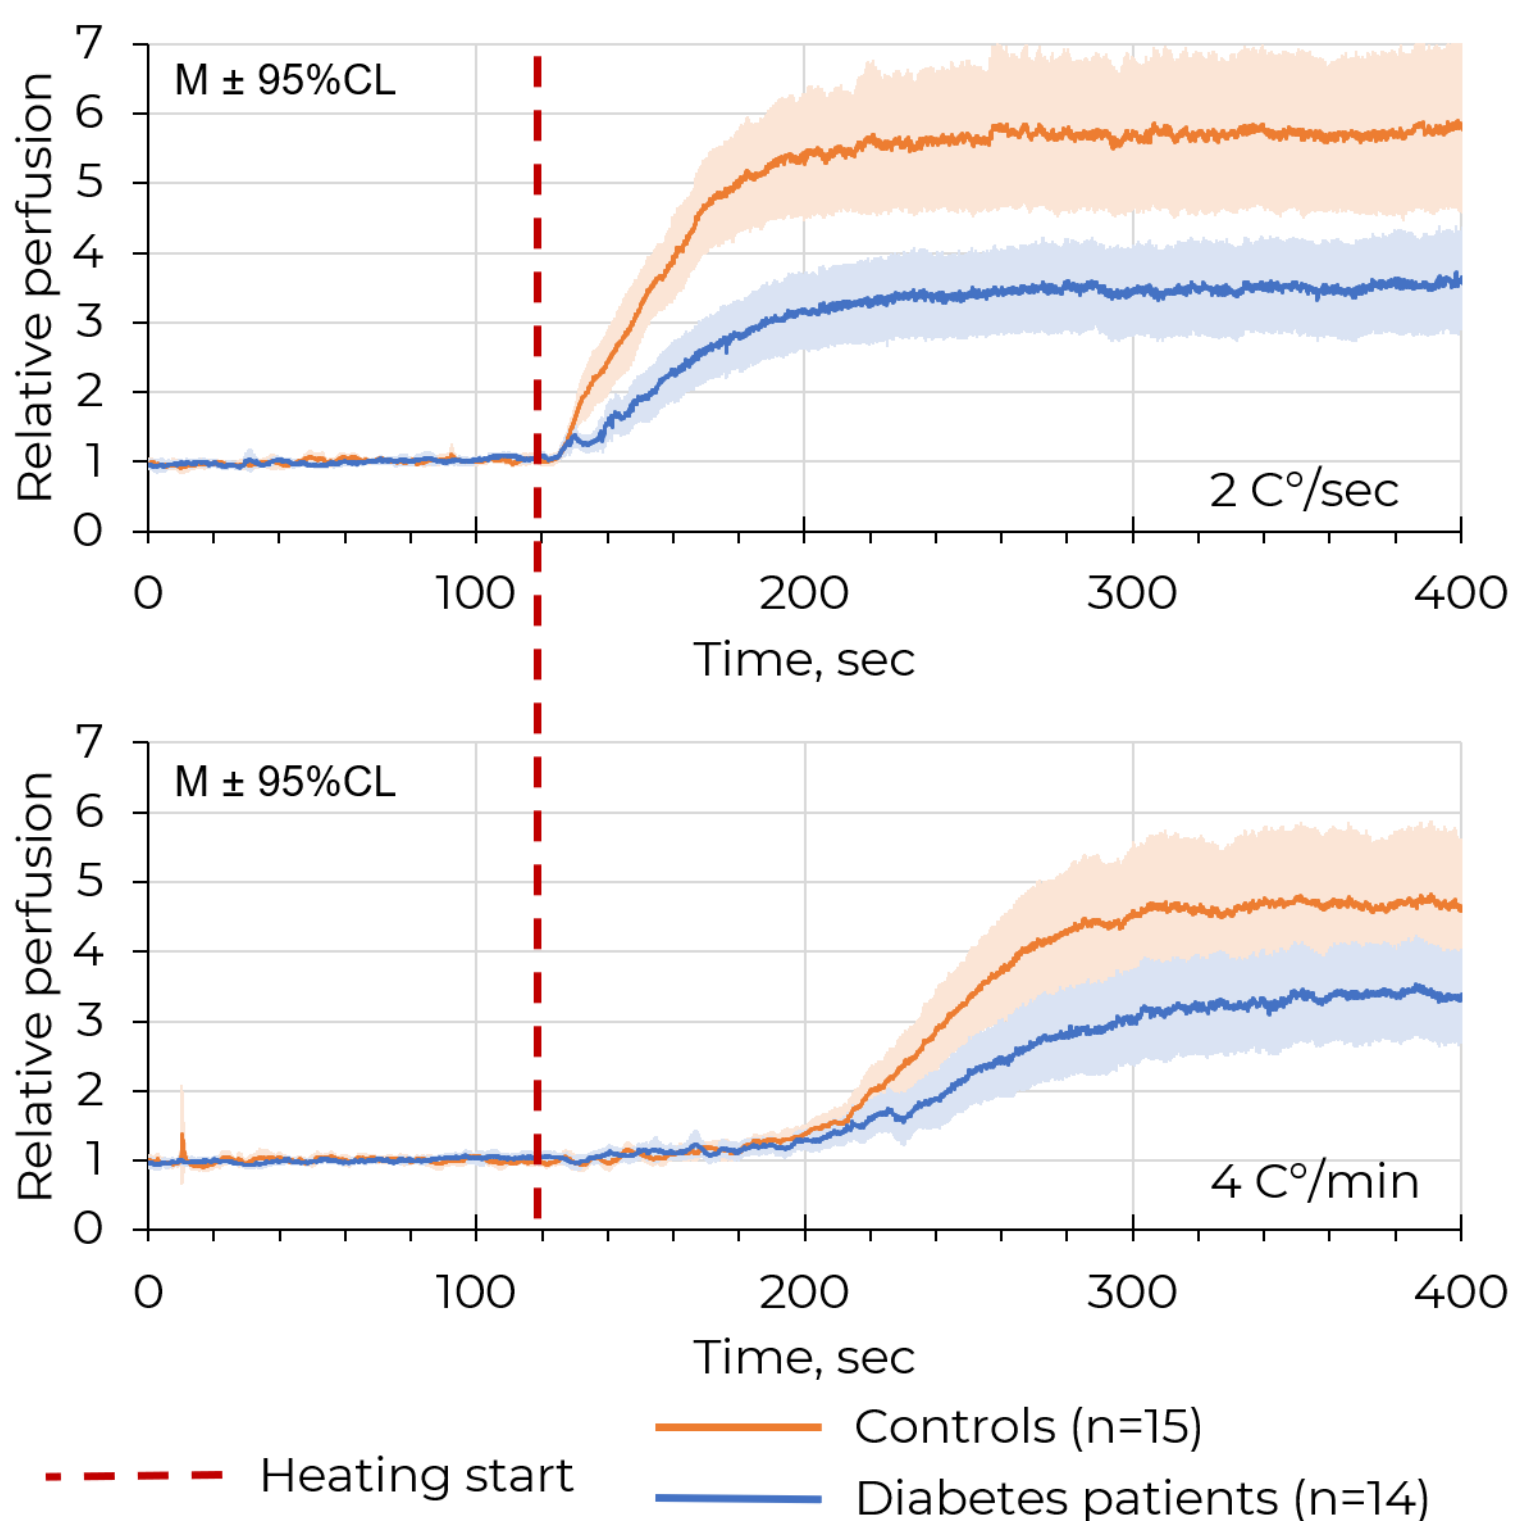 Relative perfusion
7
6
5
4
3
2
1
0
M ± 95%CL
2 C°/sec
0 100 200 300 400
Time, sec
Relative perfusion
7
6
5
4
3
2
1
0
M ± 95%CL
4 C°/min
0 100 200 300 400
Time, sec
Heating start
Controls (n=15)
Diabetes patients (n=14)